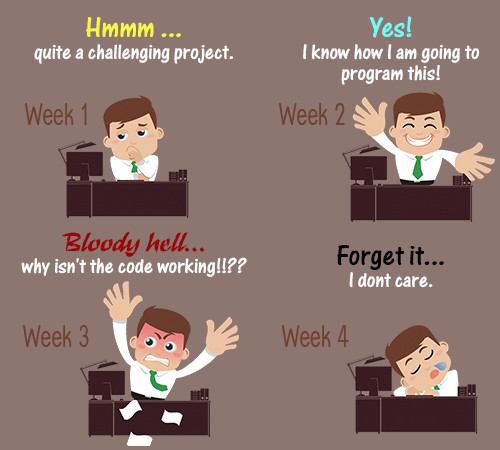 Hmmm ...
quite a challenging project.
Week 1
Yes!
I know how I am going to
program this!
Week 2
Bloody hell...
why isn't the code working!!??
Week 3
Forget it...
I dont care.
Week 4